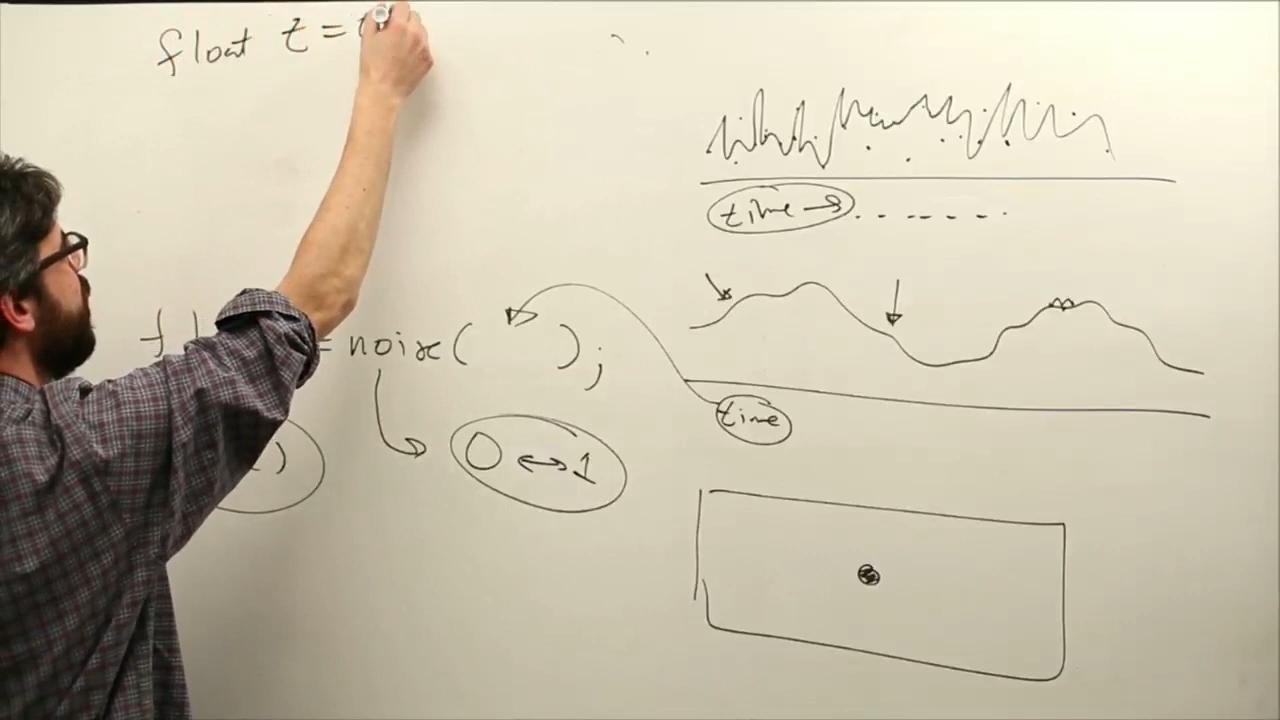 float t =
time →
= noise( );
time
0 ↔ 1